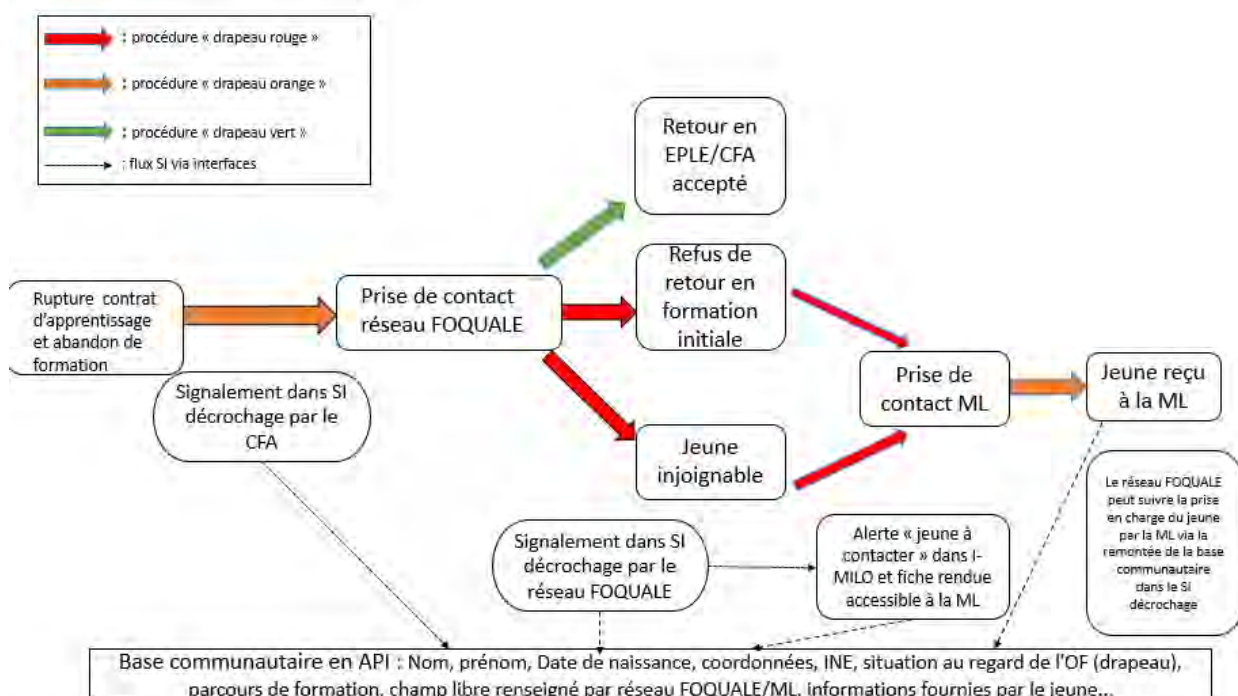 : procédure « drapeau rouge »
: procédure « drapeau orange »
: procédure « drapeau vert »
: flux SI via interfaces
Retour en
EPLE/CFA
accepté
Rupture contrat
d'apprentissage
et abandon de
formation
Prise de contact
réseau FOQUALE
Refus de
retour en
formation
initiale
Signalement dans SI
décrochage par le
CFA
Jeune
injoignable
Prise de
contact ML
Jeune reçu
à la ML
Signalement dans SI
décrochage par le
réseau FOQUALE
Alerte « jeune à
contacter » dans I-
MILO et fiche rendue
accessible à la ML
Le réseau FOQUALE
peut suivre la prise
en charge du jeune
par la ML via la
remontée de la base
communautaire
dans le SI
décrochage
Base communautaire en API : Nom, prénom, Date de naissance, coordonnées, INE, situation au regard de l'OF (drapeau),
parcours de formation, champ libre renseigné par réseau FOQUALE/ML, informations fournies par le jeune...